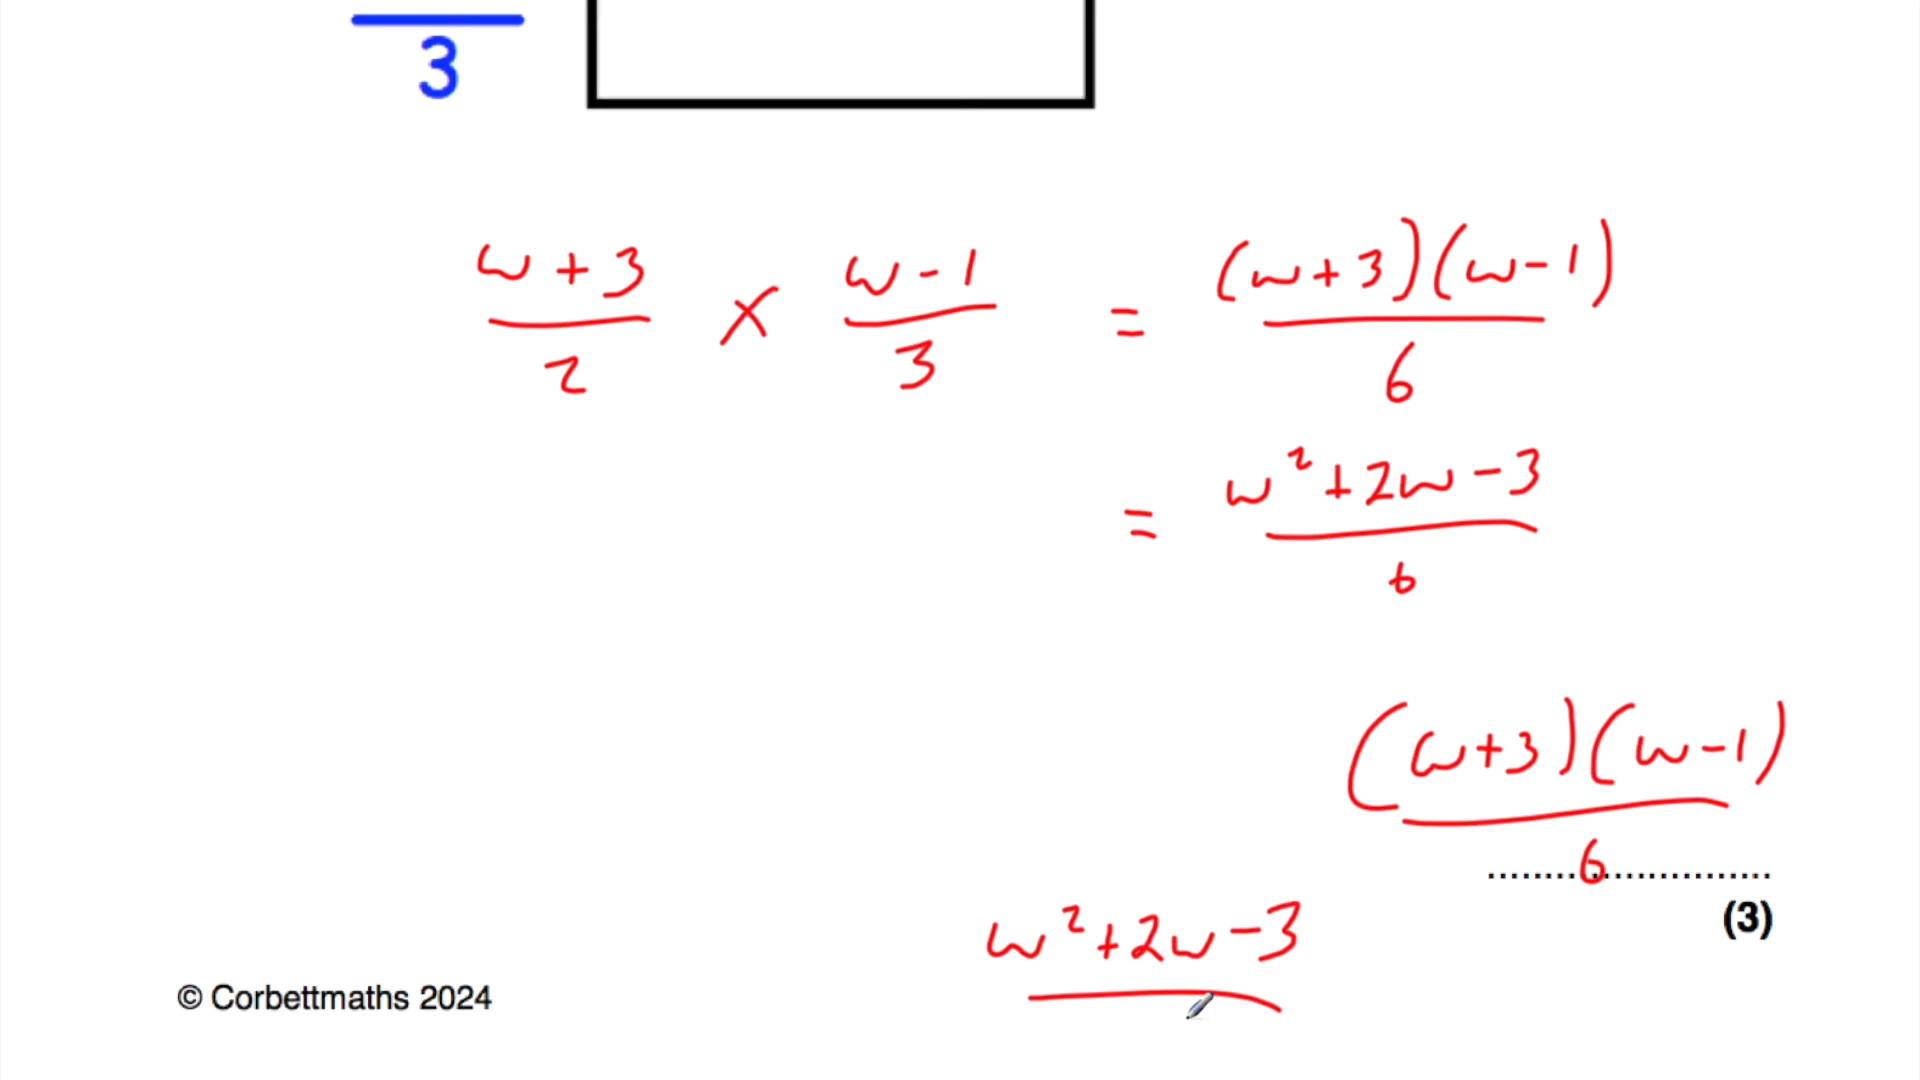 3
w + 3 / 2 × w - 1 / 3 = (w+3)(w-1) / 6
= w² + 2w - 3 / 6
(w+3)(w-1) / 6
........................
(3)
w² + 2w - 3
© Corbettmaths 2024